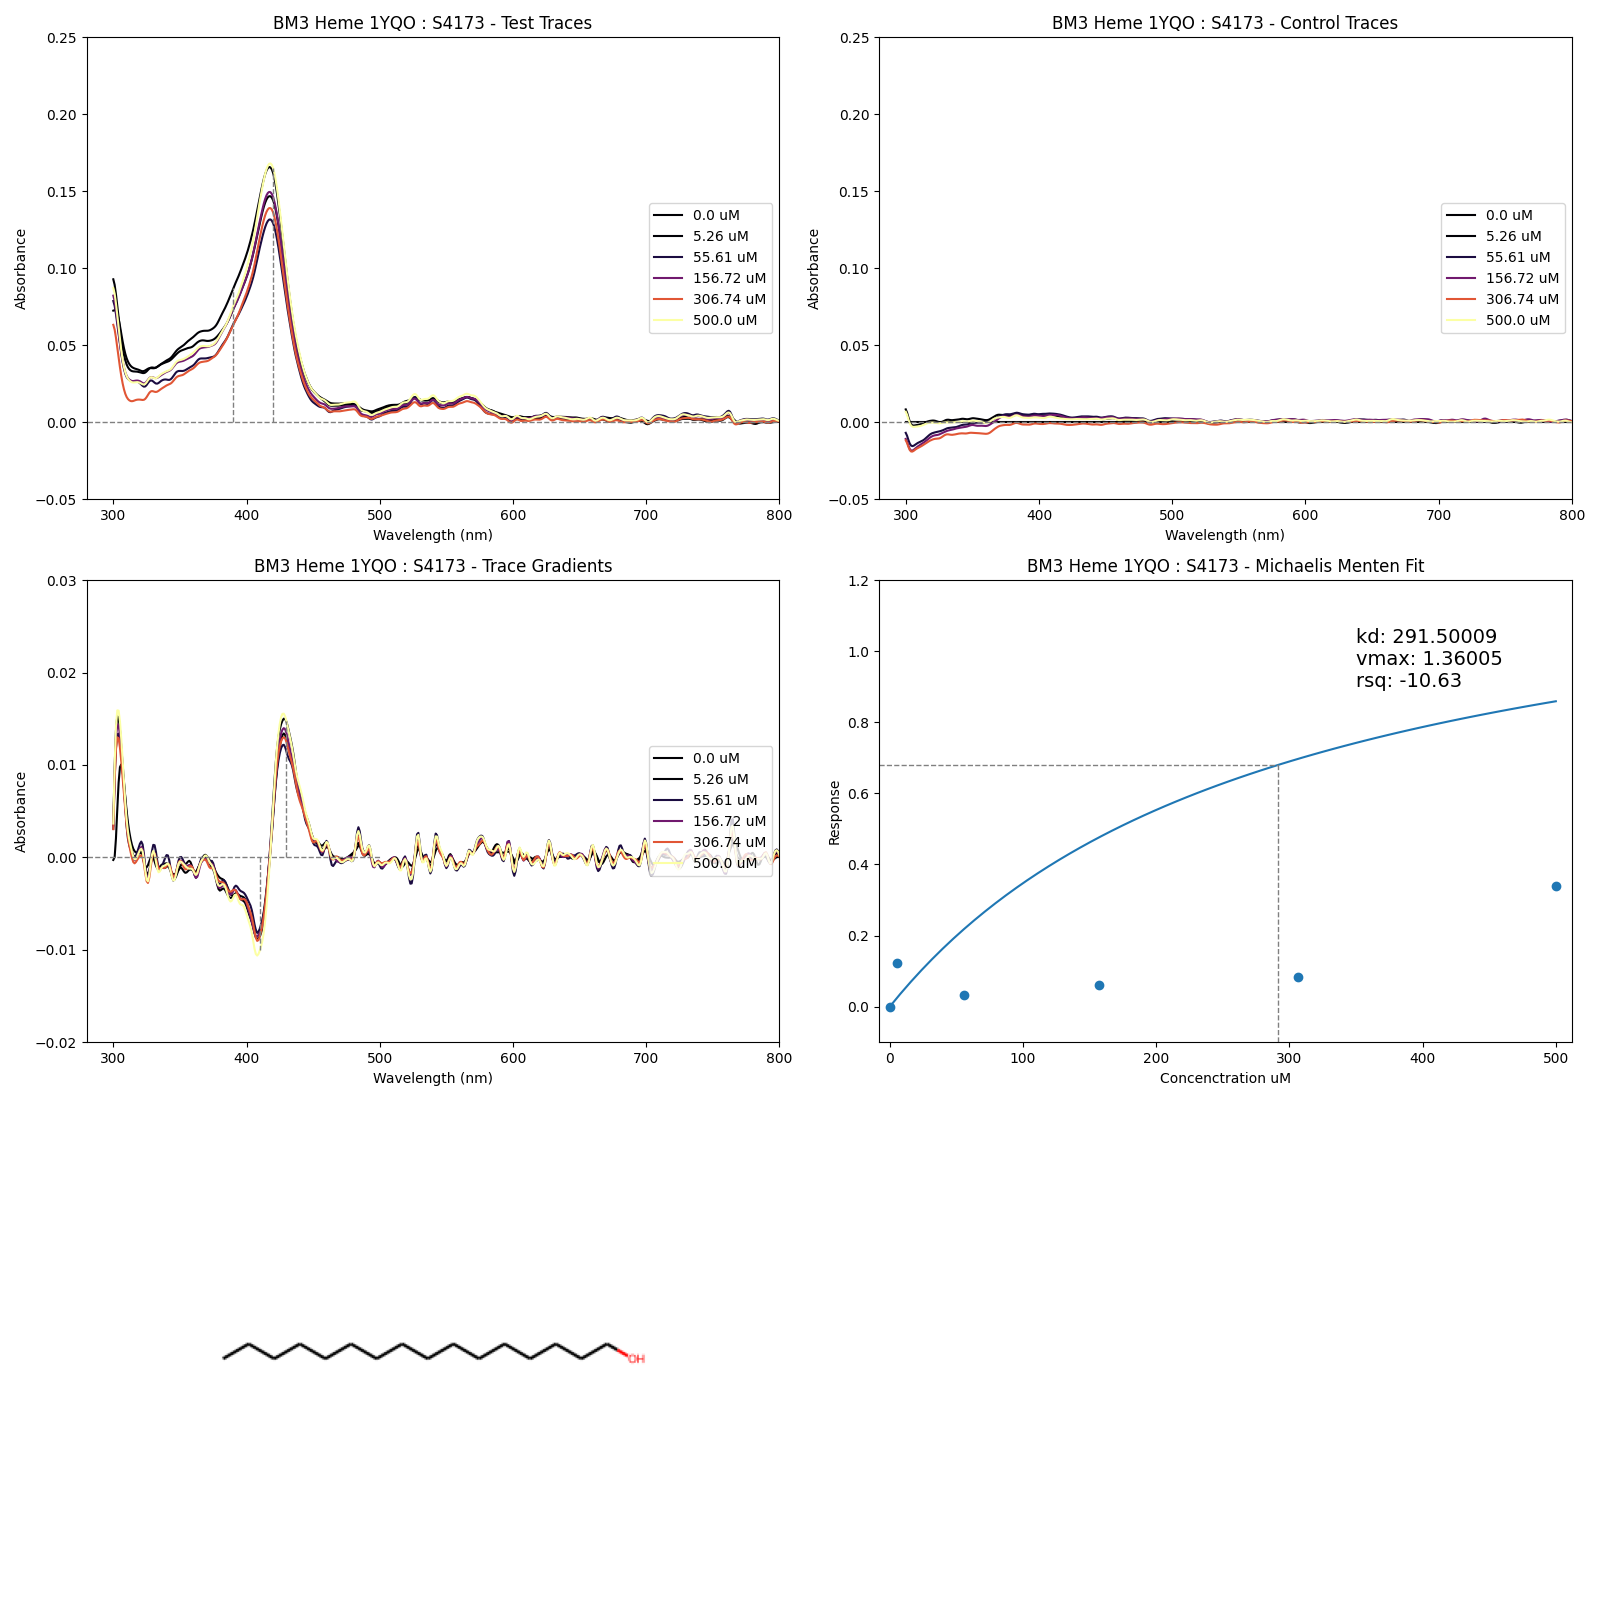 BM3 Heme 1YQO : S4173 - Test Traces
0.25
0.20
0.15
0.10
0.05
0.00
−0.05
Absorbance
300 400 500 600 700 800
Wavelength (nm)
0.0 uM
5.26 uM
55.61 uM
156.72 uM
306.74 uM
500.0 uM
BM3 Heme 1YQO : S4173 - Control Traces
0.25
0.20
0.15
0.10
0.05
0.00
−0.05
Absorbance
300 400 500 600 700 800
Wavelength (nm)
0.0 uM
5.26 uM
55.61 uM
156.72 uM
306.74 uM
500.0 uM
BM3 Heme 1YQO : S4173 - Trace Gradients
0.03
0.02
0.01
0.00
−0.01
−0.02
Absorbance
300 400 500 600 700 800
Wavelength (nm)
0.0 uM
5.26 uM
55.61 uM
156.72 uM
306.74 uM
500.0 uM
BM3 Heme 1YQO : S4173 - Michaelis Menten Fit
1.2
1.0
0.8
0.6
0.4
0.2
0.0
Response
0 100 200 300 400 500
Concenctration uM
kd: 291.50009
vmax: 1.36005
rsq: -10.63
OH